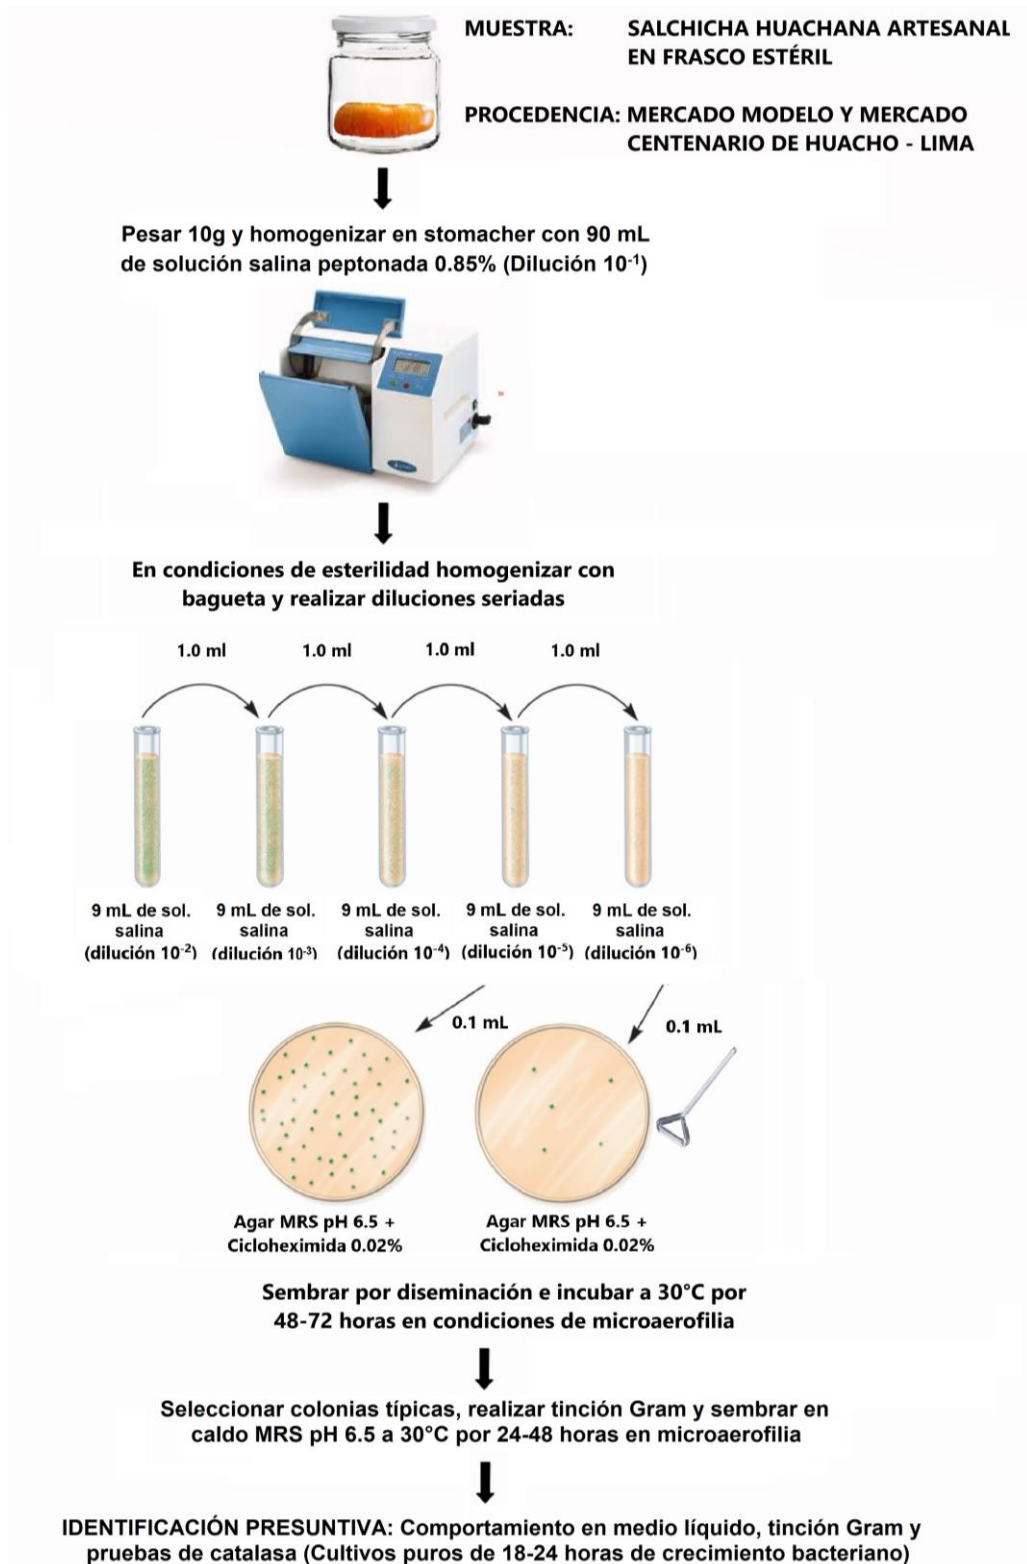 MUESTRA: SALCHICHA HUACHANA ARTESANAL
EN FRASCO ESTÉRIL
PROCEDENCIA: MERCADO MODELO Y MERCADO
CENTENARIO DE HUACHO - LIMA
Pesar 10g y homogenizar en stomacher con 90 mL
de solución salina peptonada 0.85% (Dilución 10⁻¹)
En condiciones de esterilidad homogenizar con
bagueta y realizar diluciones seriadas
1.0 ml 1.0 ml 1.0 ml 1.0 ml
9 mL de sol. 9 mL de sol. 9 mL de sol. 9 mL de sol. 9 mL de sol.
salina salina salina salina salina
(dilución 10⁻²) (dilución 10⁻³) (dilución 10⁻⁴) (dilución 10⁻⁵) (dilución 10⁻⁶)
0.1 mL 0.1 mL
Agar MRS pH 6.5 + Agar MRS pH 6.5 +
Cicloheximida 0.02% Cicloheximida 0.02%
Sembrar por diseminación e incubar a 30°C por
48-72 horas en condiciones de microaerofilia
Seleccionar colonias típicas, realizar tinción Gram y sembrar en
caldo MRS pH 6.5 a 30°C por 24-48 horas en microaerofilia
IDENTIFICACIÓN PRESUNTIVA: Comportamiento en medio líquido, tinción Gram y
pruebas de catalasa (Cultivos puros de 18-24 horas de crecimiento bacteriano)